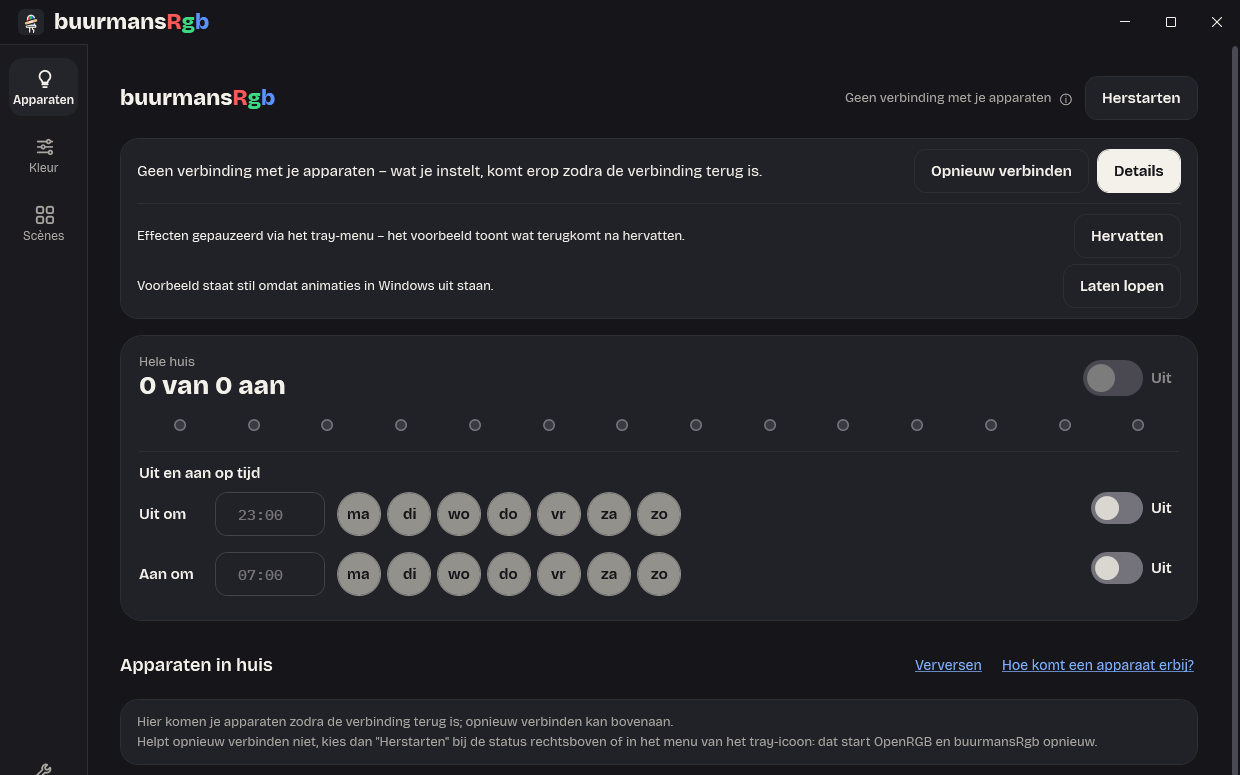 buurmansRgb
Apparaten
Kleur
Scènes
buurmansRgb
Geen verbinding met je apparaten
Herstarten
Geen verbinding met je apparaten – wat je instelt, komt erop zodra de verbinding terug is.
Opnieuw verbinden
Details
Effecten gepauzeerd via het tray-menu – het voorbeeld toont wat terugkomt na hervatten.
Hervatten
Voorbeeld staat stil omdat animaties in Windows uit staan.
Laten lopen
Hele huis
0 van 0 aan
Uit
Uit en aan op tijd
Uit om 23:00 ma di wo do vr za zo Uit
Aan om 07:00 ma di wo do vr za zo Uit
Apparaten in huis
Verversen
Hoe komt een apparaat erbij?
Hier komen je apparaten zodra de verbinding terug is; opnieuw verbinden kan bovenaan.
Helpt opnieuw verbinden niet, kies dan "Herstarten" bij de status rechtsboven of in het menu van het tray-icoon: dat start OpenRGB en buurmansRgb opnieuw.